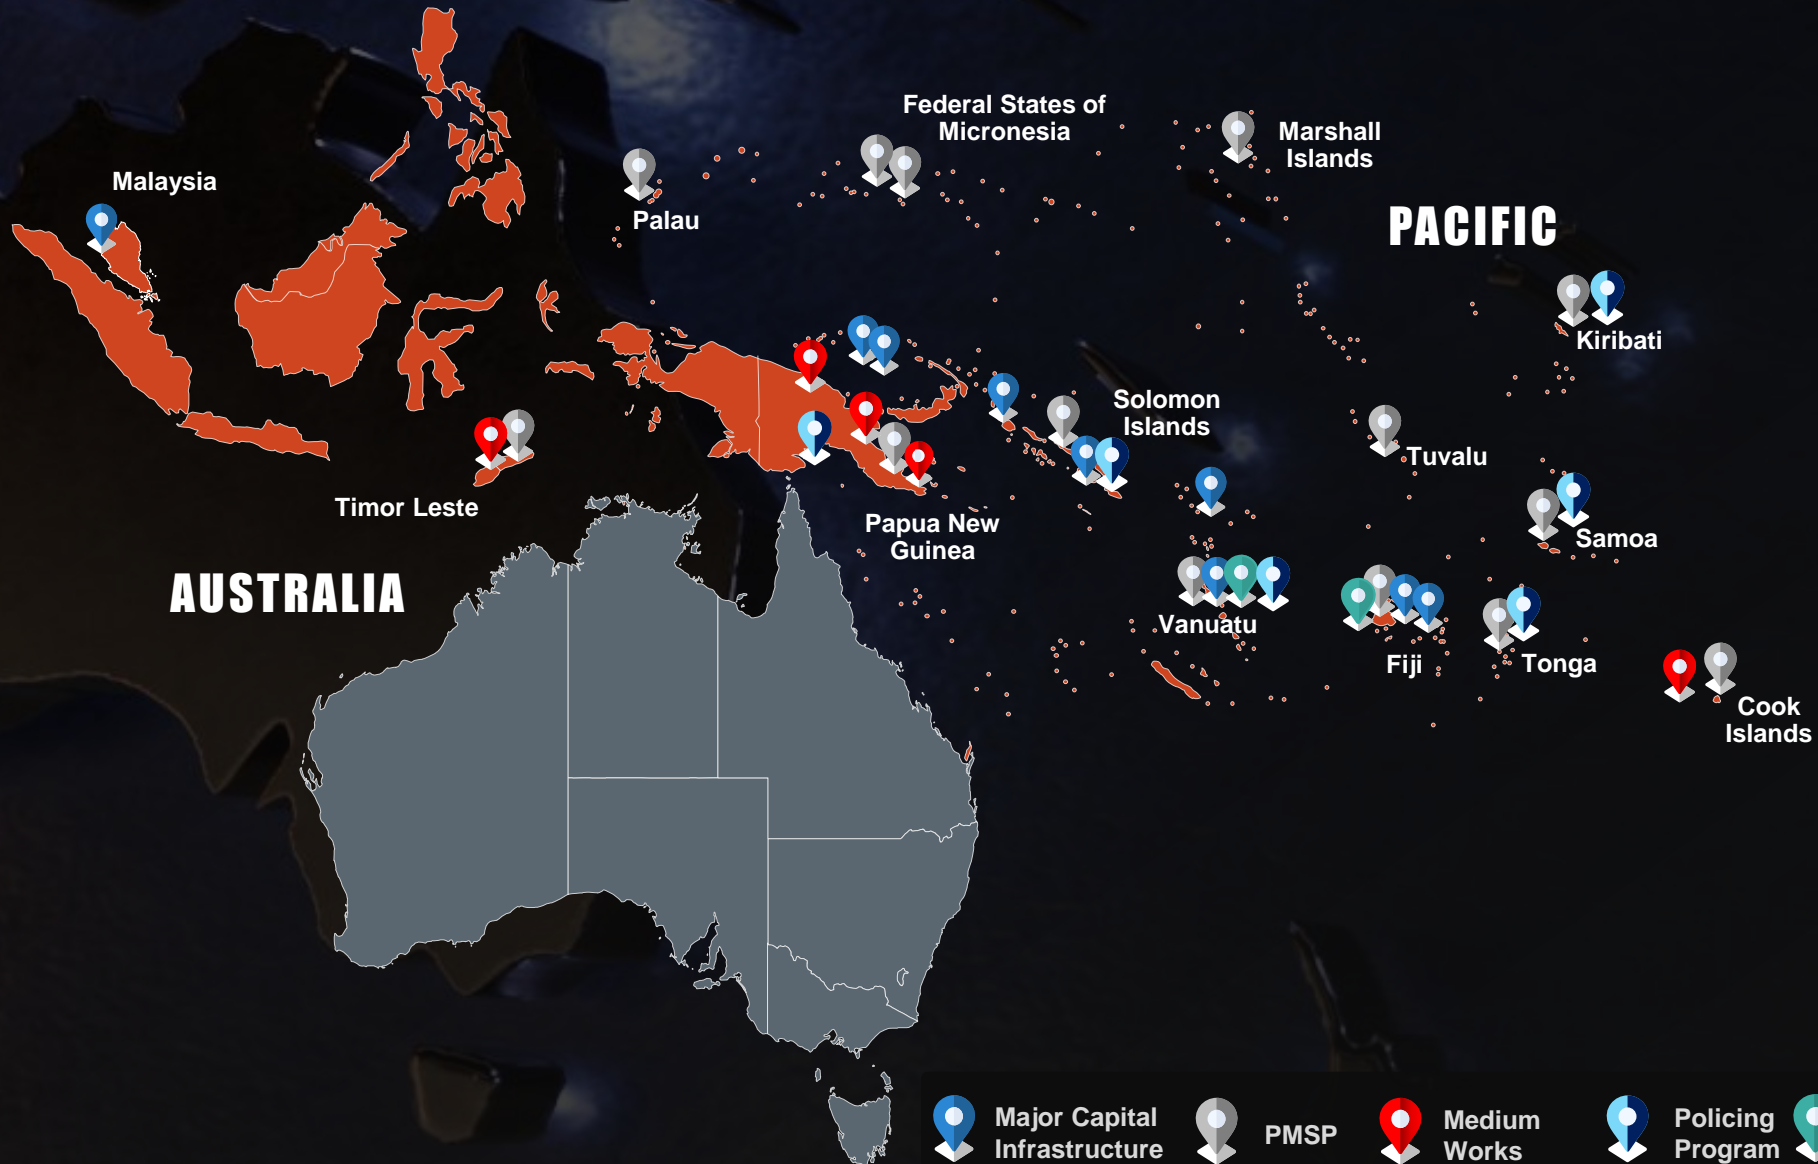 Federal States of
Micronesia
Marshall
Islands
Malaysia
Palau
PACIFIC
Kiribati
Solomon
Islands
Tuvalu
Timor Leste
Papua New
Guinea
Samoa
AUSTRALIA
Vanuatu
Fiji
Tonga
Cook
Islands
Major Capital
Infrastructure
PMSP
Medium
Works
Policing
Program